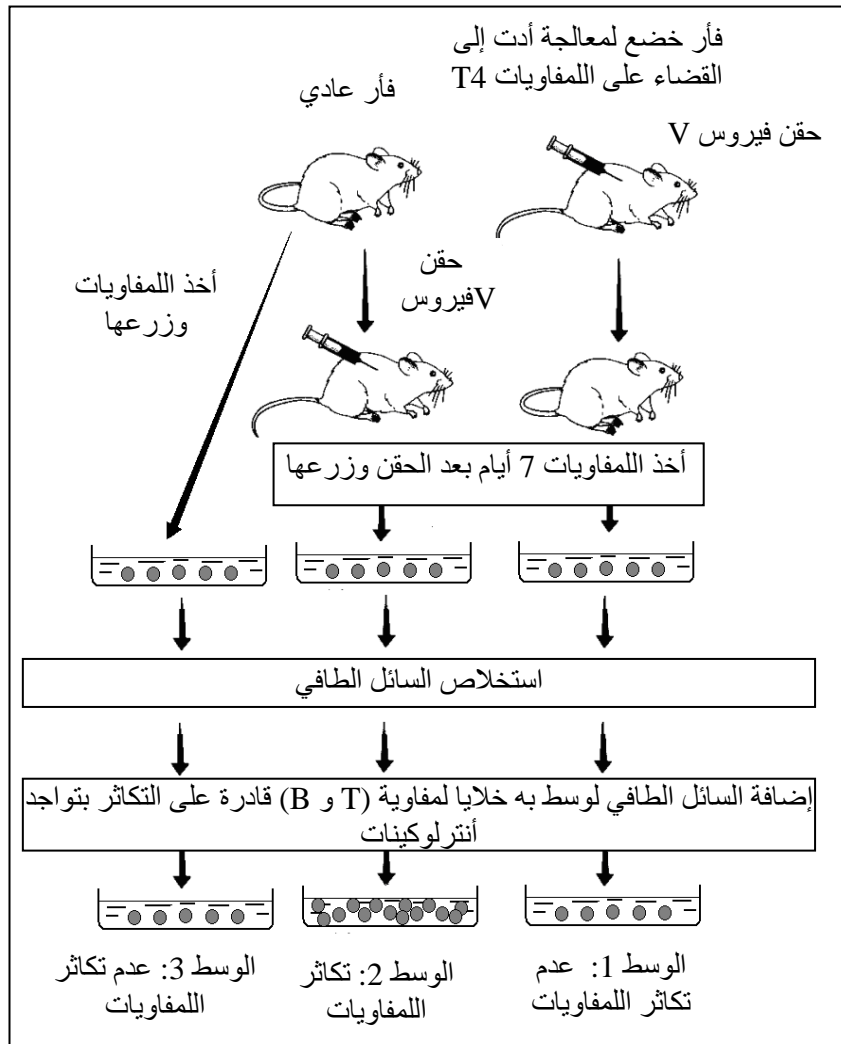 فأر خضع لمعالجة أدت إلى
القضاء على اللمفاويات T4
فأر عادي
حقن فيروس V
حقن
فيروسV
أخذ اللمفاويات
وزرعها
أخذ اللمفاويات 7 أيام بعد الحقن وزرعها
استخلاص السائل الطافي
إضافة السائل الطافي لوسط به خلايا لمفاوية (T و B) قادرة على التكاثر بتواجد
أنترلوكينات
الوسط 1: عدم
تكاثر اللمفاويات
الوسط 2: تكاثر
اللمفاويات
الوسط 3: عدم تكاثر
اللمفاويات